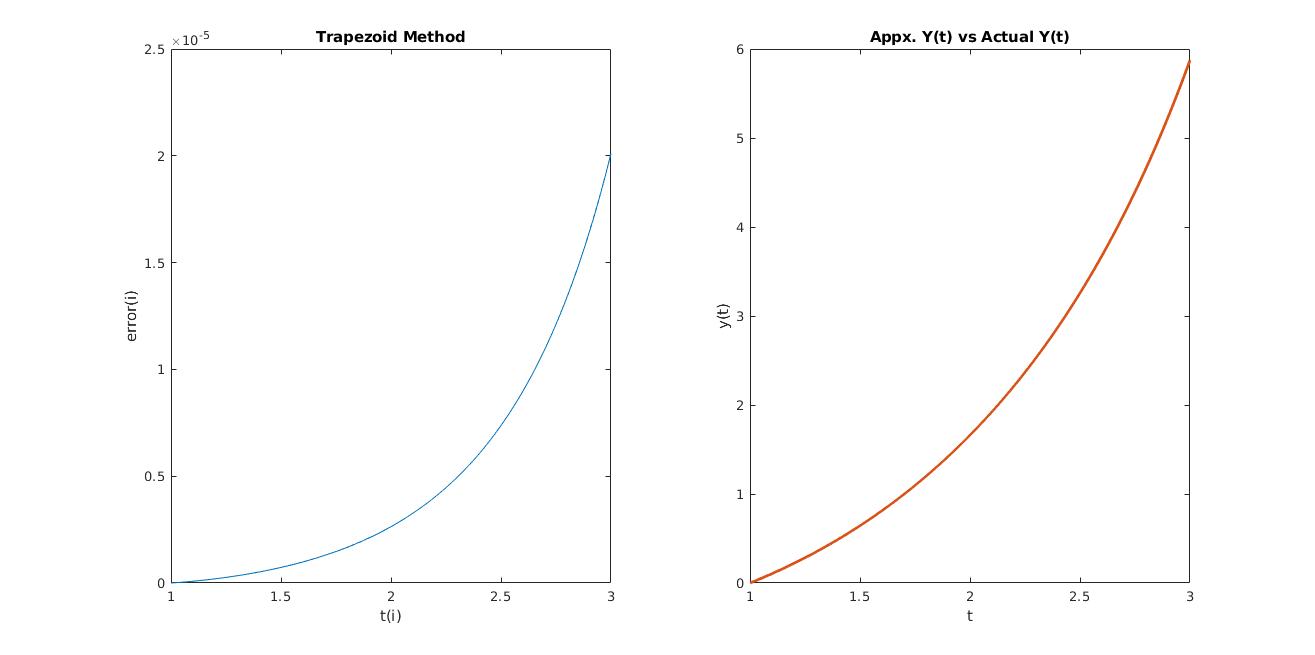 Trapezoid Method
×10-5
2.5
2
1.5
1
0.5
0
error(i)
1 1.5 2 2.5 3
t(i)
Appx. Y(t) vs Actual Y(t)
6
5
4
3
2
1
0
y(t)
1 1.5 2 2.5 3
t